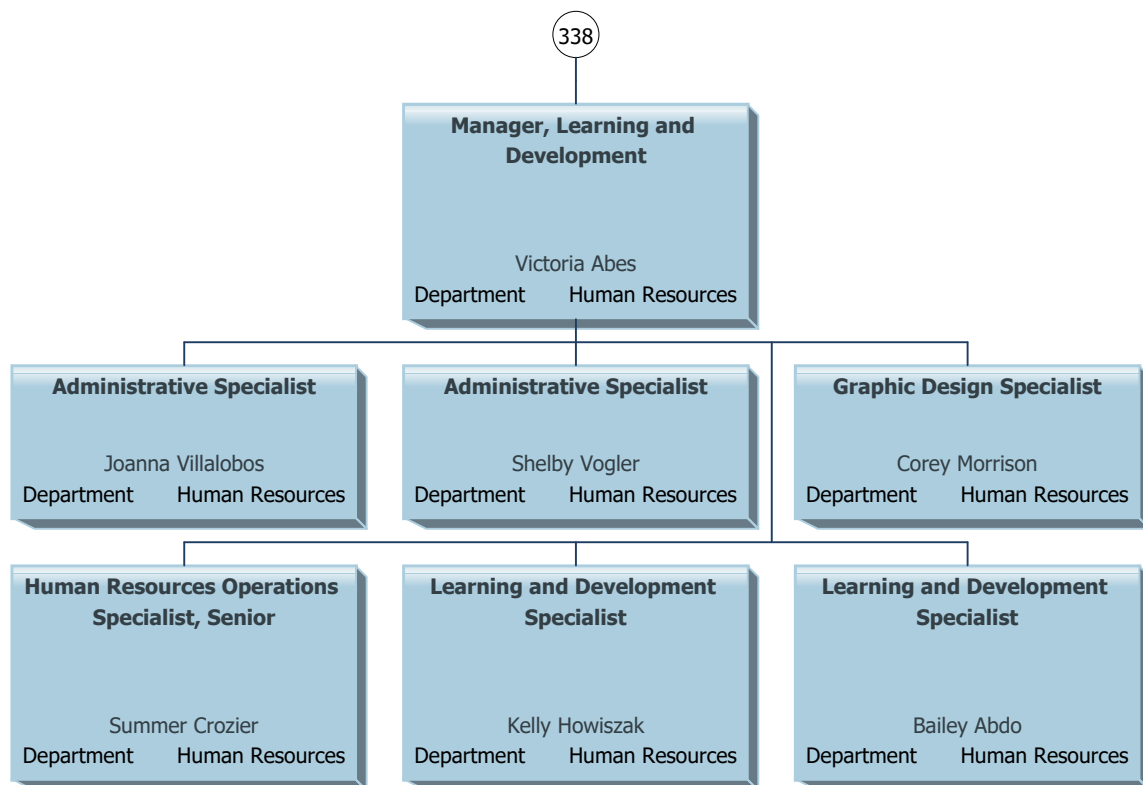 338
Manager, Learning and
Development
Victoria Abes
Department Human Resources
Administrative Specialist
Joanna Villalobos
Department Human Resources
Administrative Specialist
Shelby Vogler
Department Human Resources
Graphic Design Specialist
Corey Morrison
Department Human Resources
Human Resources Operations
Specialist, Senior
Summer Crozier
Department Human Resources
Learning and Development
Specialist
Kelly Howiszak
Department Human Resources
Learning and Development
Specialist
Bailey Abdo
Department Human Resources